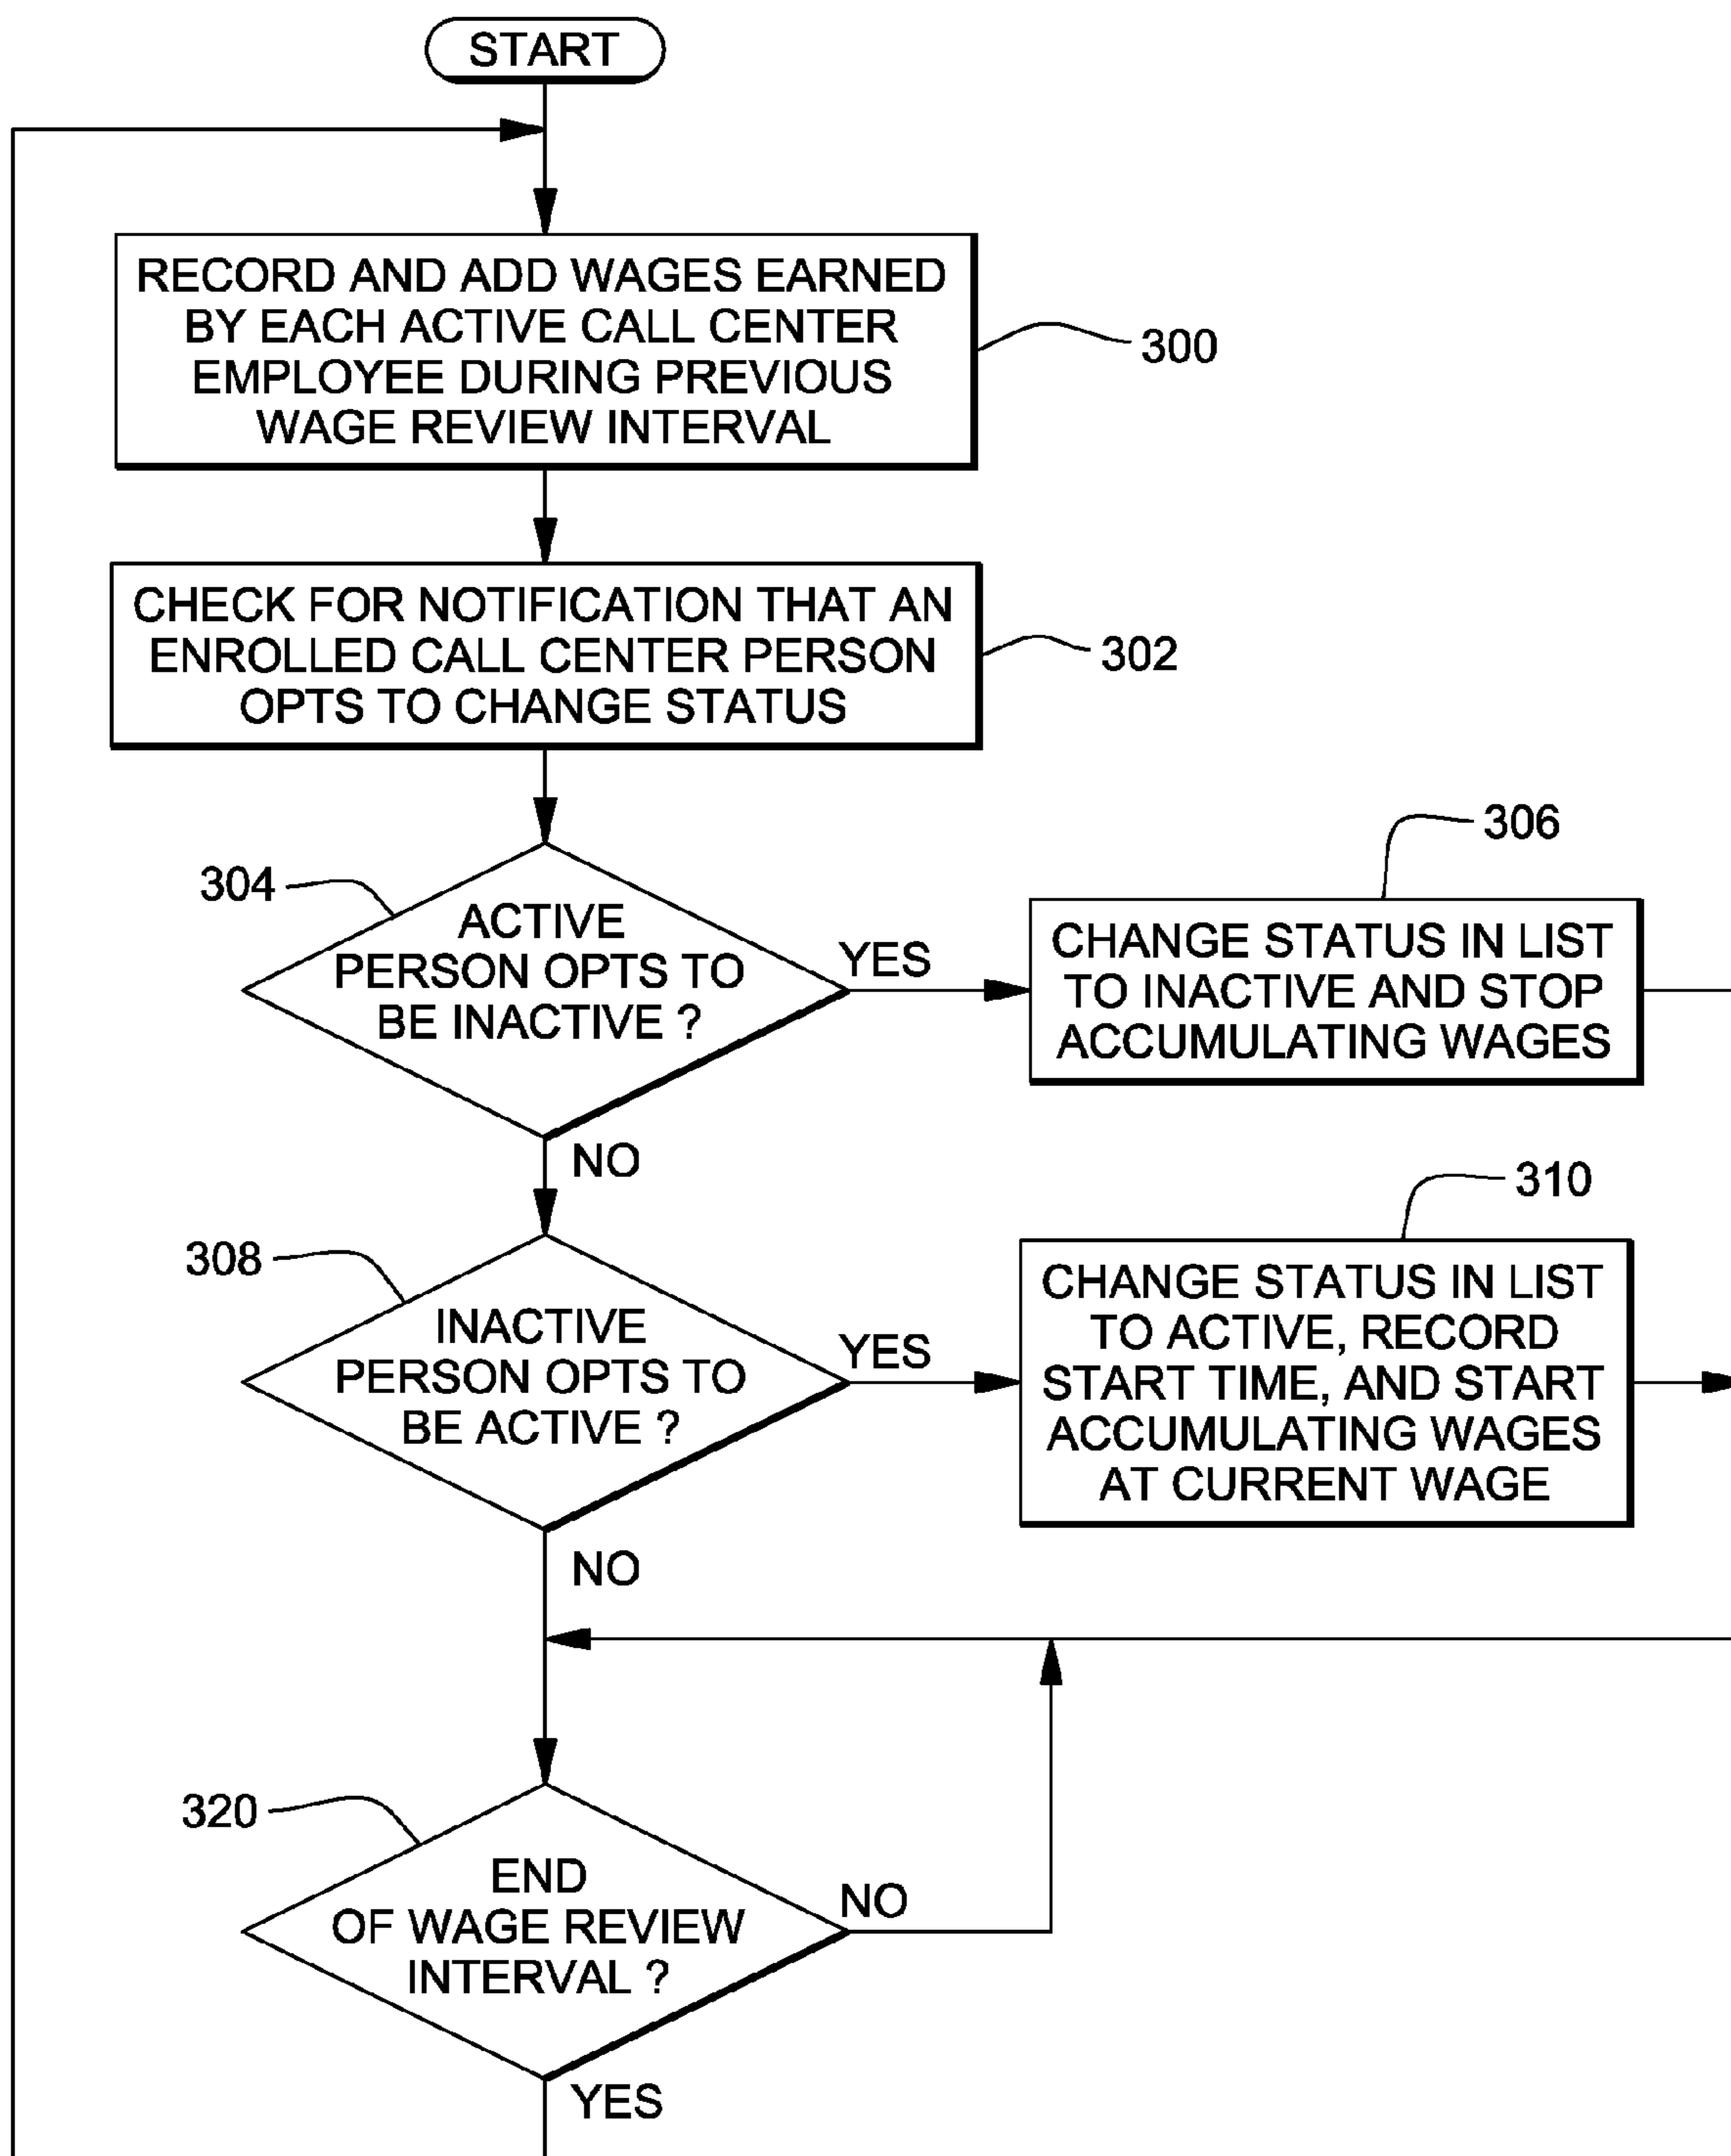 START
RECORD AND ADD WAGES EARNED
BY EACH ACTIVE CALL CENTER
EMPLOYEE DURING PREVIOUS
WAGE REVIEW INTERVAL
300
CHECK FOR NOTIFICATION THAT AN
ENROLLED CALL CENTER PERSON
OPTS TO CHANGE STATUS
302
304
ACTIVE
PERSON OPTS TO
BE INACTIVE ?
YES
306
CHANGE STATUS IN LIST
TO INACTIVE AND STOP
ACCUMULATING WAGES
NO
308
INACTIVE
PERSON OPTS TO
BE ACTIVE ?
YES
310
CHANGE STATUS IN LIST
TO ACTIVE, RECORD
START TIME, AND START
ACCUMULATING WAGES
AT CURRENT WAGE
NO
320
END
OF WAGE REVIEW
INTERVAL ?
NO
YES